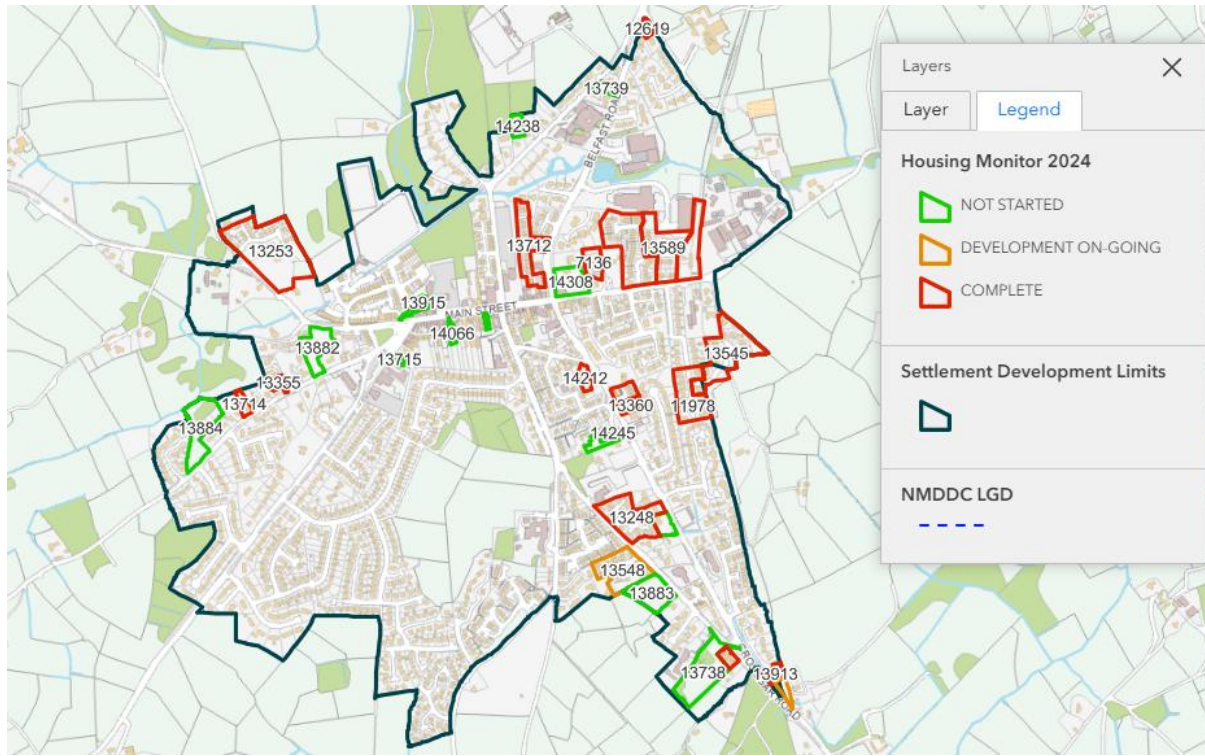 12619
13739
14238
BELFAST ROAD
13253
13712
7136
13589
14308
13915
MAIN STREET
14066
13882
13715
13545
13355
14212
13714
13360
11978
13884
14245
13248
13548
13883
13738
13913
ROAD
Layers
Layer
Legend
Housing Monitor 2024
NOT STARTED
DEVELOPMENT ON-GOING
COMPLETE
Settlement Development Limits
NMDDC LGD